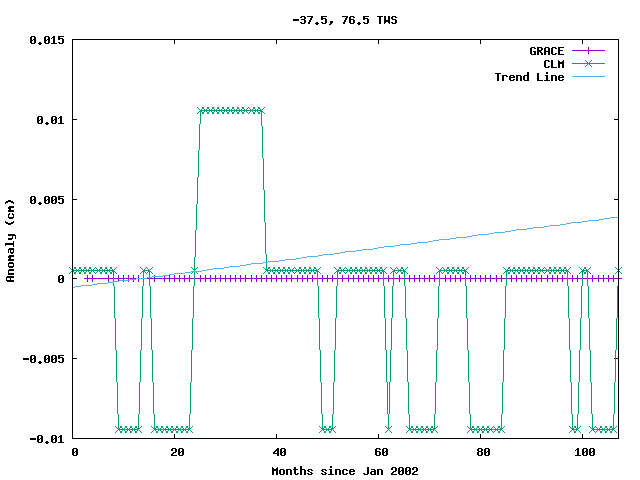 -37.5, 76.5 TWS
0.015
GRACE
CLM
Trend Line
0.01
0.005
0
-0.005
-0.01
Anomaly (cm)
0 20 40 60 80 100
Months since Jan 2002